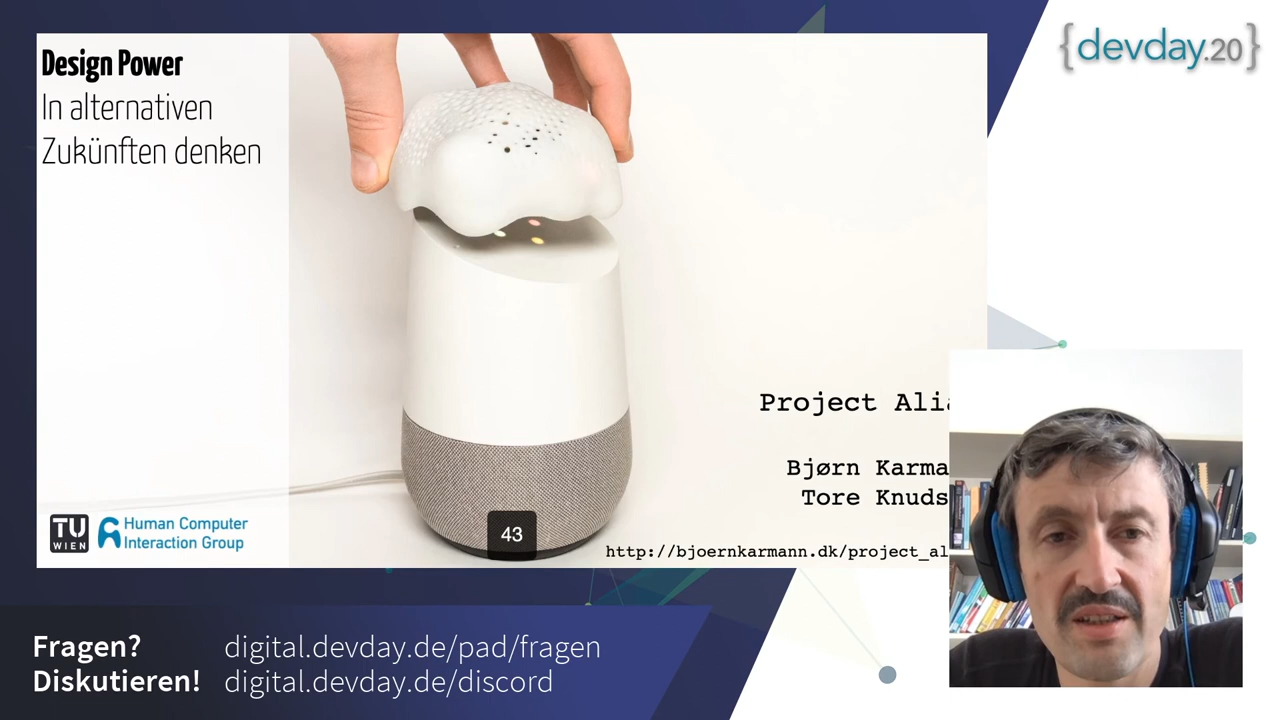 Design Power
In alternativen
Zukünften denken
{devday.20}
Project Alia
Bjørn Karma
Tore Knuds
http://bjoernkarmann.dk/project_al
TU
WIEN
Human Computer
Interaction Group
43
Fragen? digital.devday.de/pad/fragen
Diskutieren! digital.devday.de/discord